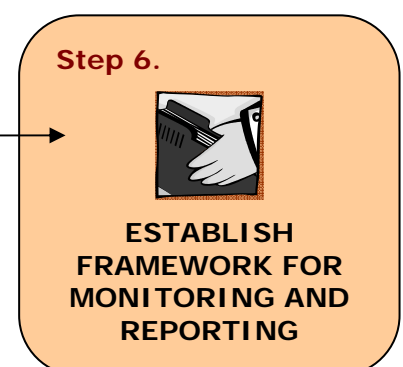 Step 6.
ESTABLISH
FRAMEWORK FOR
MONITORING AND
REPORTING